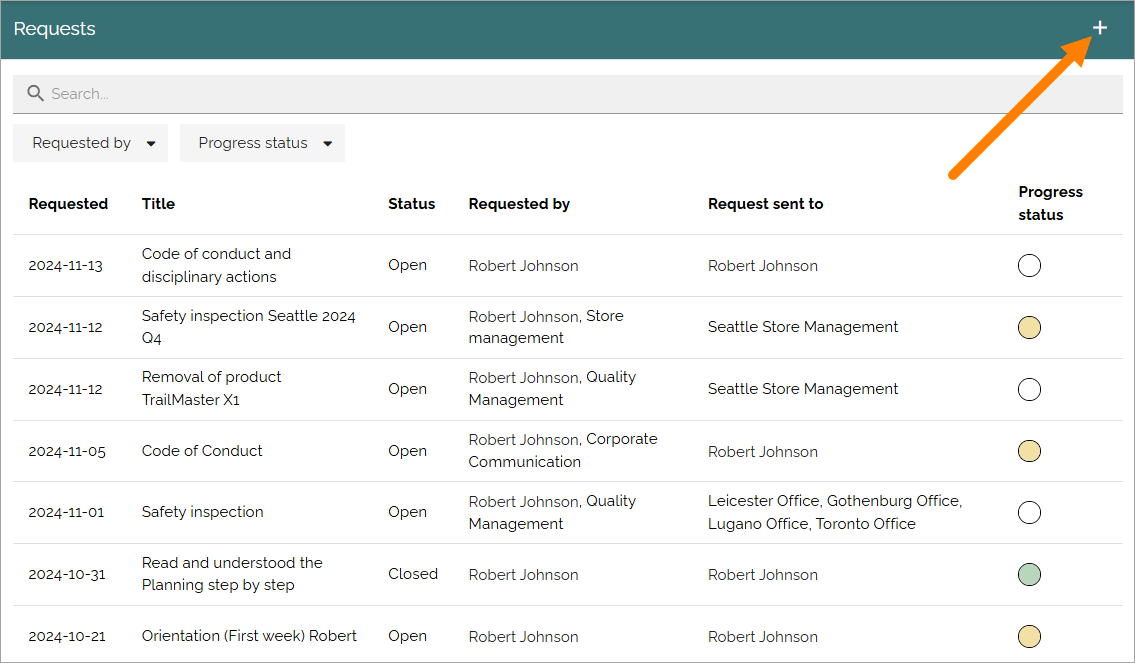 Requests
+
Search...
Requested by
Progress status
Requested Title Status Requested by Request sent to Progress status
2024-11-13 Code of conduct and disciplinary actions Open Robert Johnson Robert Johnson
2024-11-12 Safety inspection Seattle 2024 Q4 Open Robert Johnson, Store management Seattle Store Management
2024-11-12 Removal of product TrailMaster X1 Open Robert Johnson, Quality Management Seattle Store Management
2024-11-05 Code of Conduct Open Robert Johnson, Corporate Communication Robert Johnson
2024-11-01 Safety inspection Open Robert Johnson, Quality Management Leicester Office, Gothenburg Office, Lugano Office, Toronto Office
2024-10-31 Read and understood the Planning step by step Closed Robert Johnson Robert Johnson
2024-10-21 Orientation (First week) Robert Open Robert Johnson Robert Johnson